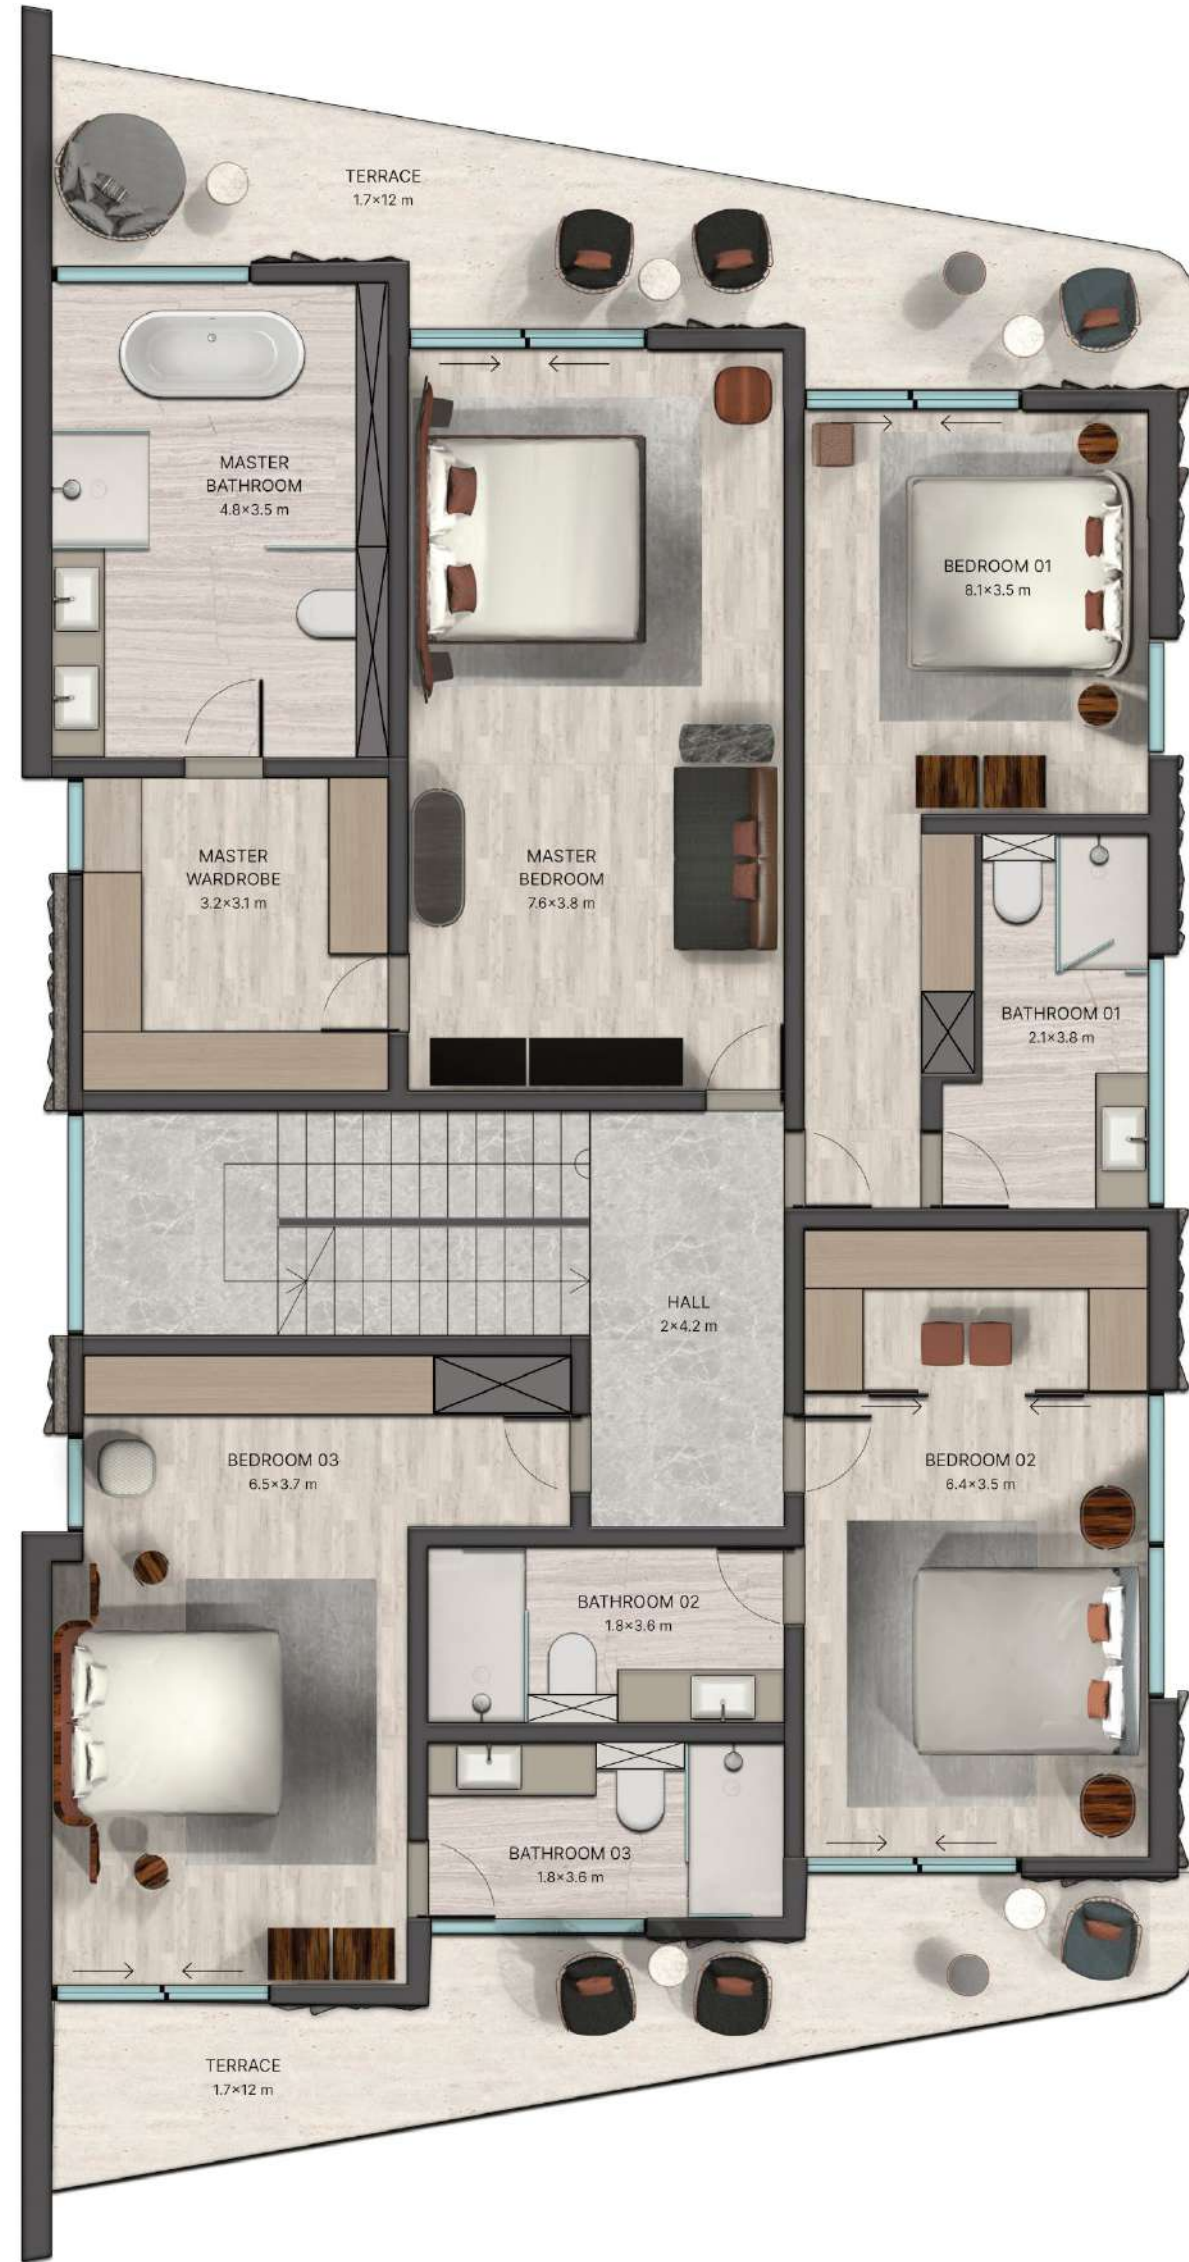 TERRACE
1.7×12 m
MASTER
BATHROOM
4.8×3.5 m
BEDROOM 01
8.1×3.5 m
MASTER
WARDROBE
3.2×3.1 m
MASTER
BEDROOM
7.6×3.8 m
BATHROOM 01
2.1×3.8 m
HALL
2×4.2 m
BEDROOM 03
6.5×3.7 m
BEDROOM 02
6.4×3.5 m
BATHROOM 02
1.8×3.6 m
BATHROOM 03
1.8×3.6 m
TERRACE
1.7×12 m